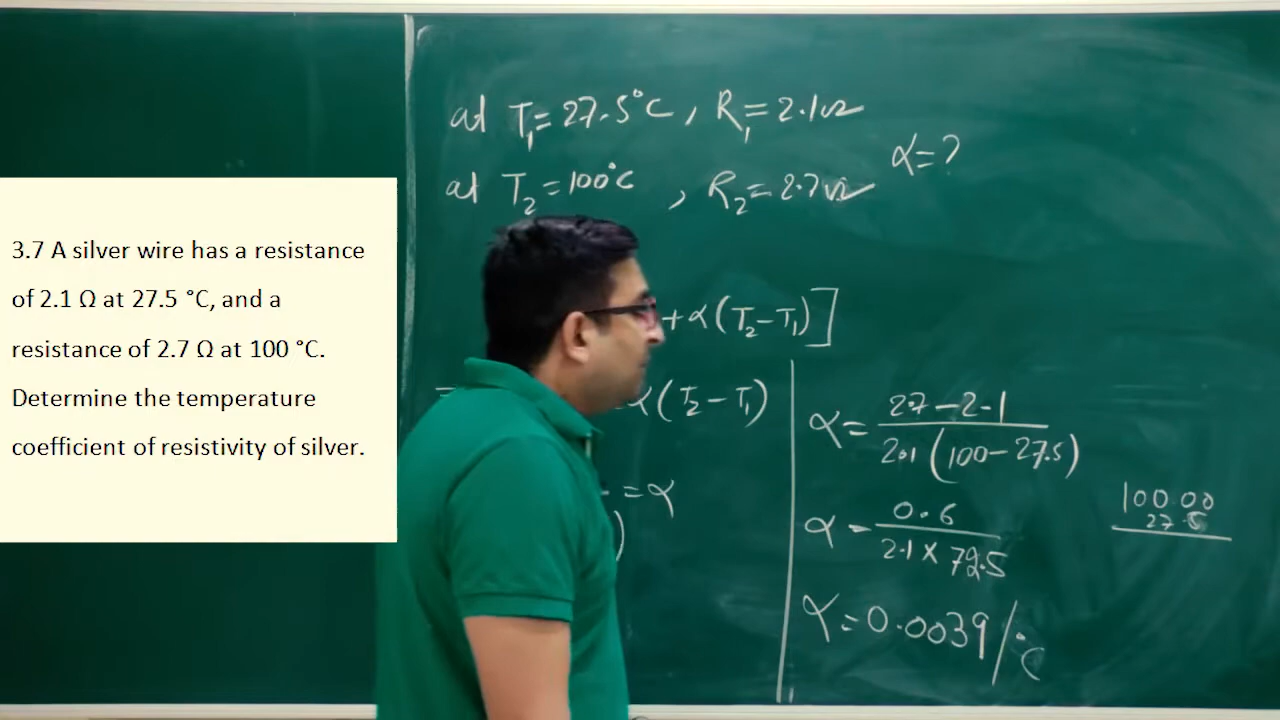 3.7 A silver wire has a resistance
of 2.1 Ω at 27.5 °C, and a
resistance of 2.7 Ω at 100 °C.
Determine the temperature
coefficient of resistivity of silver.
at T₁ = 27.5°C, R₁ = 2.1Ω
at T₂ = 100°C, R₂ = 2.7Ω
α = ?
+ α(T₂ – T₁)]
= α(T₂ – T₁)
= α
)
α = 2.7 – 2.1
2.1 (100 – 27.5)
α = 0.6
2.1 × 72.5
α = 0.0039/°C
100.00
27.5